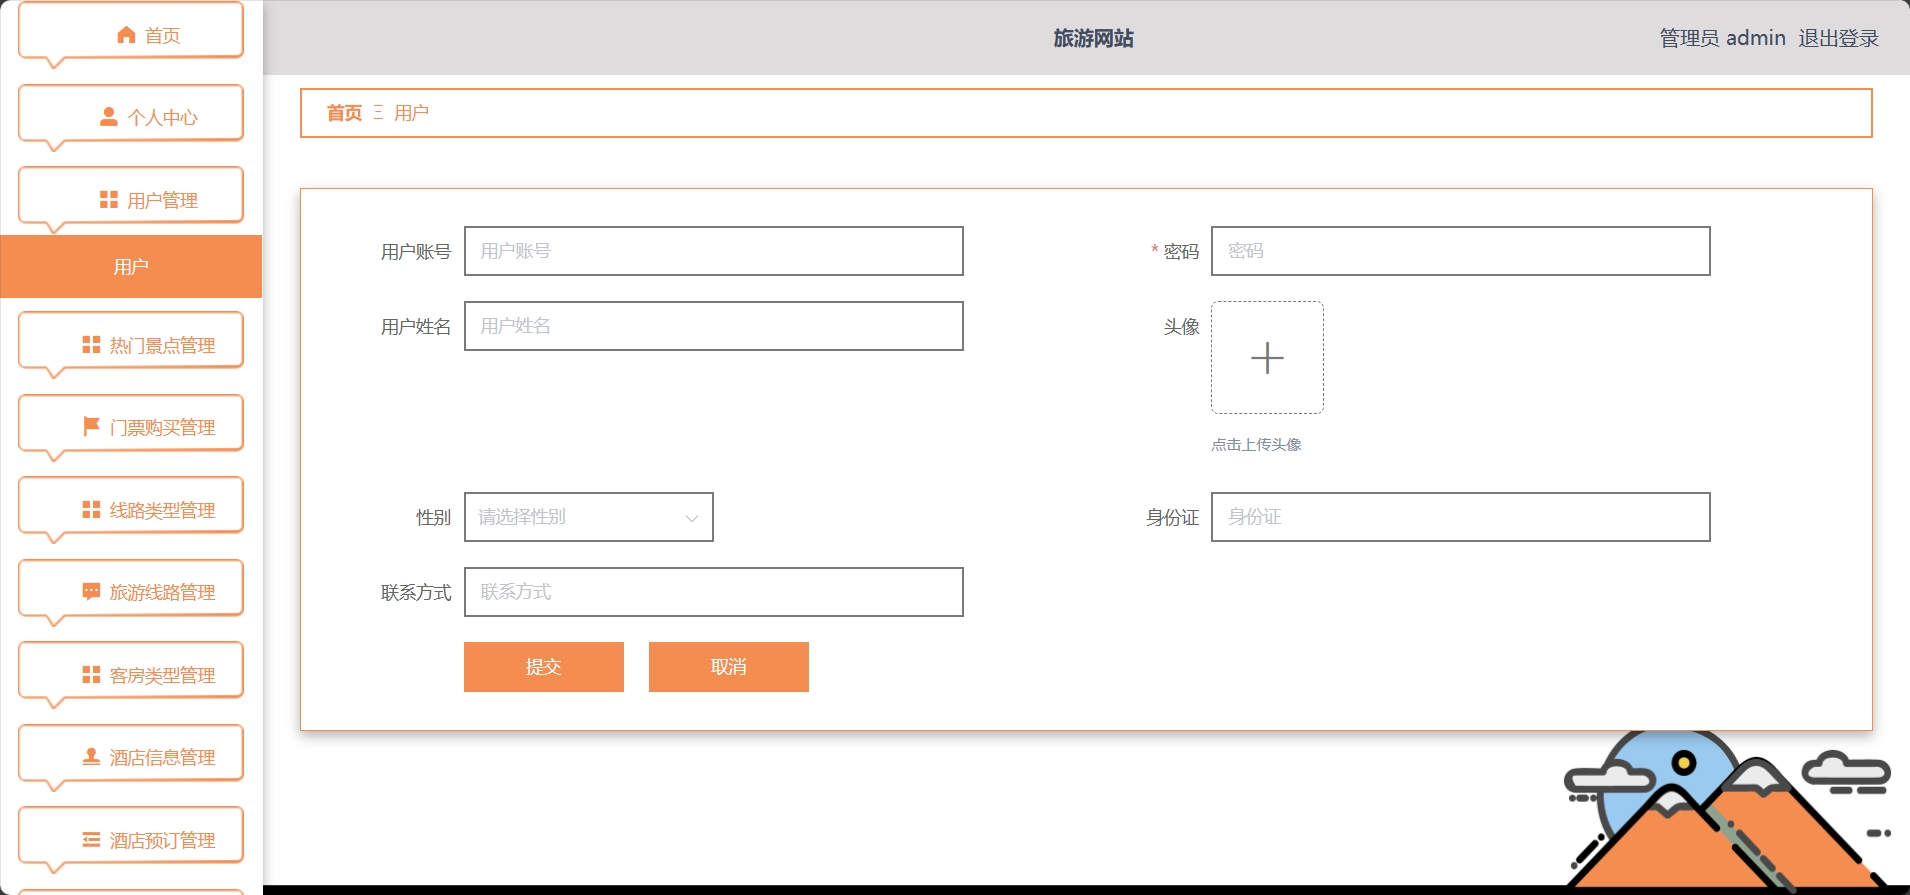 旅游网站
管理员 admin 退出登录
首页
个人中心
用户管理
用户
热门景点管理
门票购买管理
线路类型管理
旅游线路管理
客房类型管理
酒店信息管理
酒店预订管理
首页 Ξ 用户
用户账号 用户账号
* 密码 密码
用户姓名 用户姓名
头像
点击上传头像
性别 请选择性别
身份证 身份证
联系方式 联系方式
提交 取消